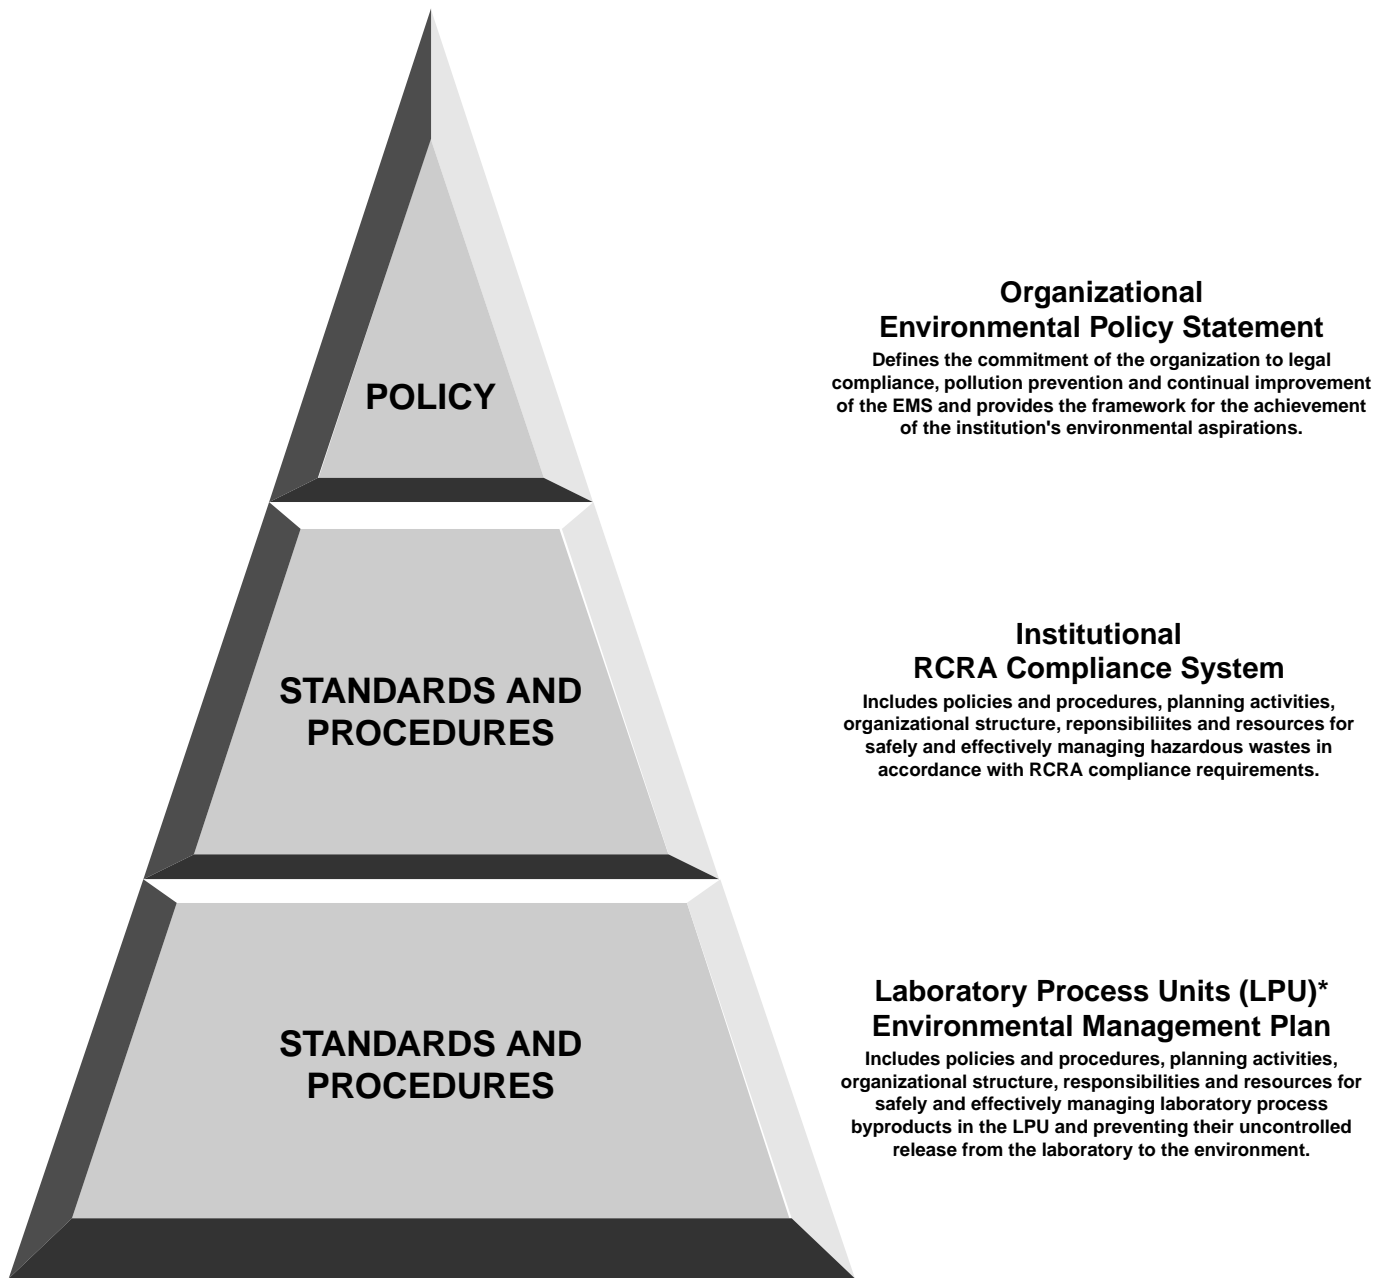 POLICY
Organizational
Environmental Policy Statement
Defines the commitment of the organization to legal
compliance, pollution prevention and continual improvement
of the EMS and provides the framework for the achievement
of the institution's environmental aspirations.
STANDARDS AND
PROCEDURES
Institutional
RCRA Compliance System
Includes policies and procedures, planning activities,
organizational structure, reponsibiliites and resources for
safely and effectively managing hazardous wastes in
accordance with RCRA compliance requirements.
STANDARDS AND
PROCEDURES
Laboratory Process Units (LPU)*
Environmental Management Plan
Includes policies and procedures, planning activities,
organizational structure, responsibilities and resources for
safely and effectively managing laboratory process
byproducts in the LPU and preventing their uncontrolled
release from the laboratory to the environment.